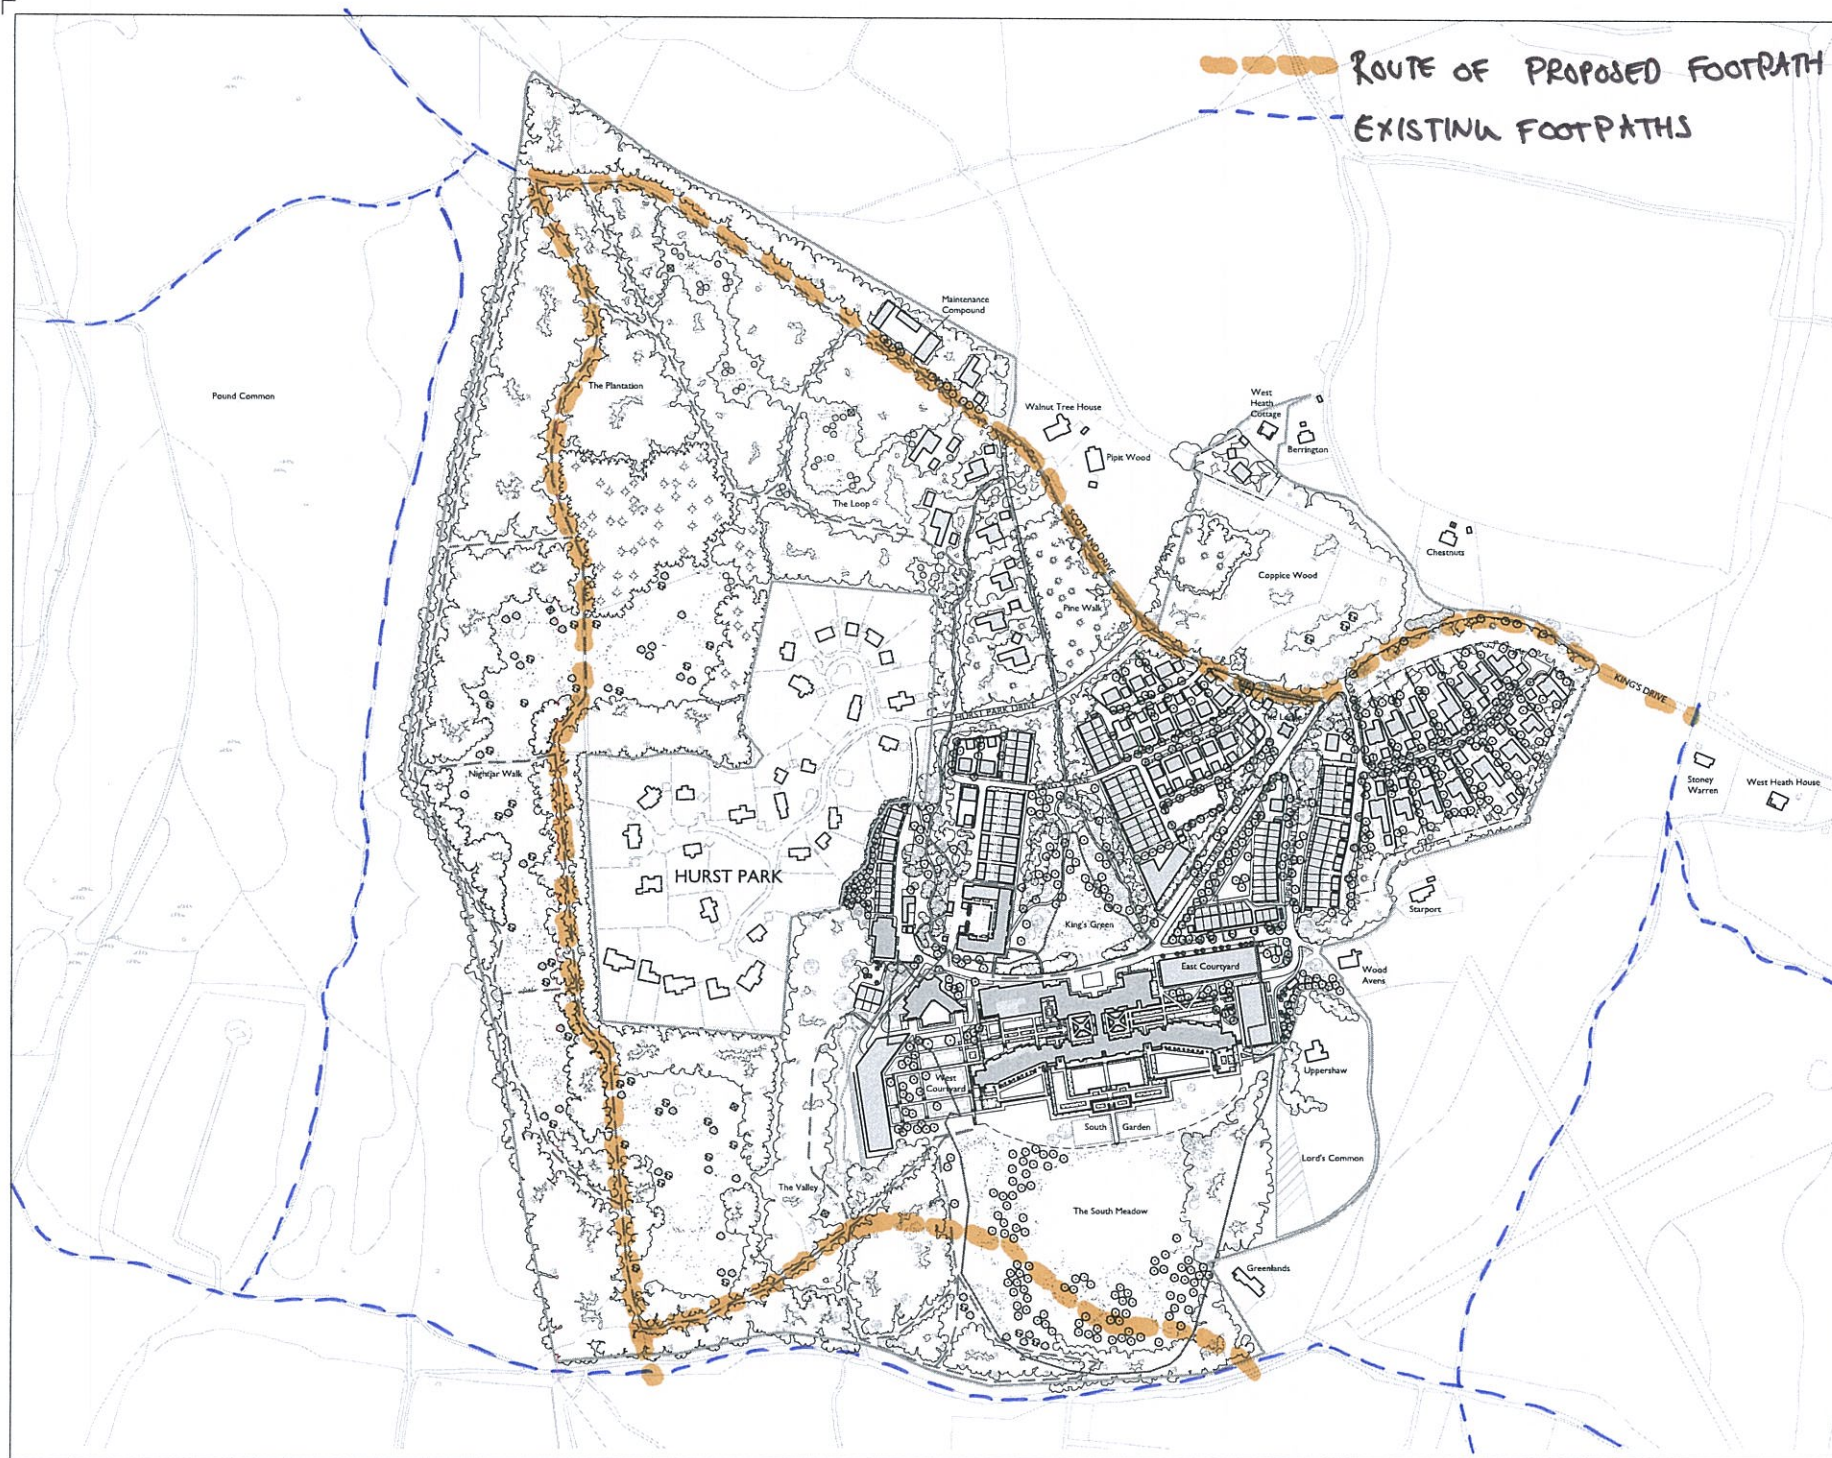 ROUTE OF PROPOSED FOOTPATH
EXISTING FOOTPATHS
Maintenance
Compound
Pound Common
The Plantation
Walnut Tree House
West
Heath
Cottage
Berrington
Pipit Wood
The Loop
SCOTLAND DRIVE
Chestnuts
Coppice Wood
Pine Walk
KING'S DRIVE
HURST PARK DRIVE
Nightjar Walk
Stoney
Warren
West Heath House
HURST PARK
Starport
King's Green
East Courtyard
Wood
Avens
Uppershaw
West
Courtyard
South Garden
Lord's Common
The Valley
The South Meadow
Greenlands